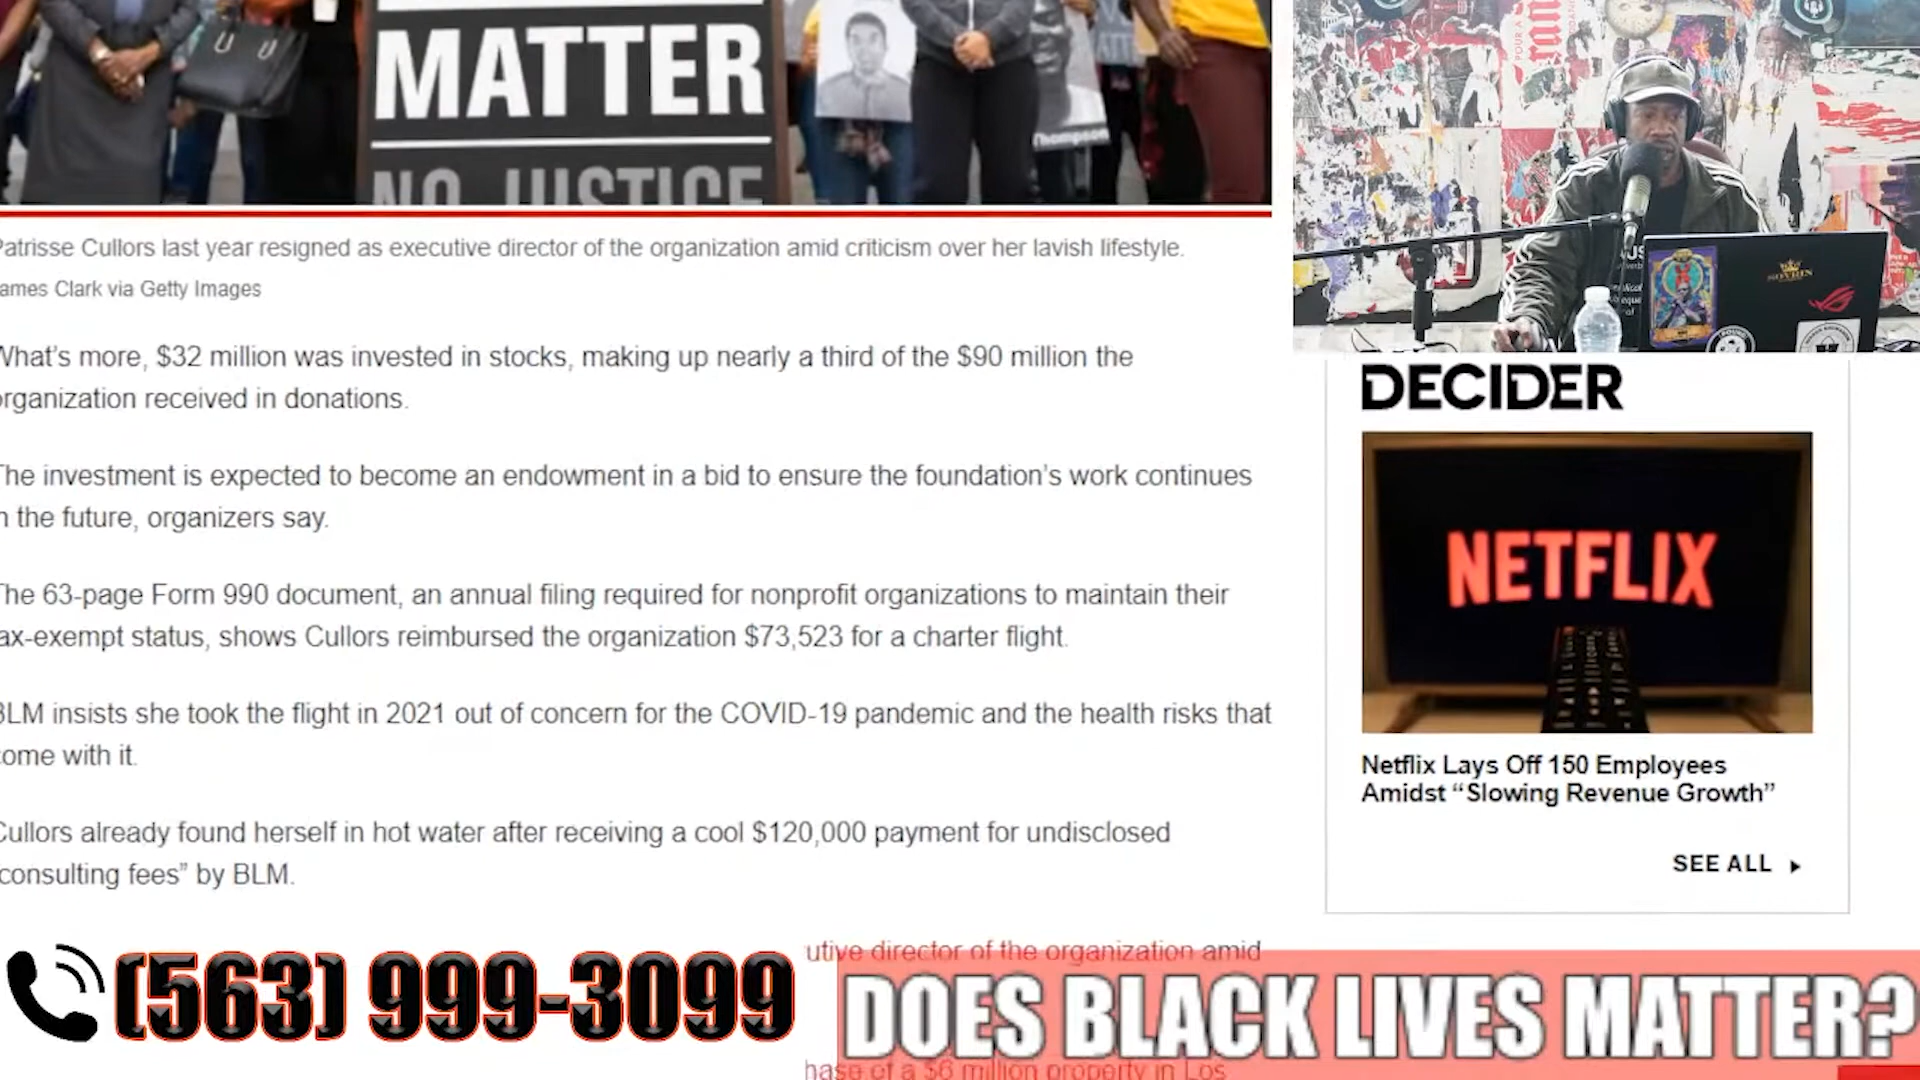 MATTER
NO JUSTICE
Thompson
Patrisse Cullors last year resigned as executive director of the organization amid criticism over her lavish lifestyle.
James Clark via Getty Images
What's more, $32 million was invested in stocks, making up nearly a third of the $90 million the
organization received in donations.
The investment is expected to become an endowment in a bid to ensure the foundation's work continues
in the future, organizers say.
The 63-page Form 990 document, an annual filing required for nonprofit organizations to maintain their
tax-exempt status, shows Cullors reimbursed the organization $73,523 for a charter flight.
BLM insists she took the flight in 2021 out of concern for the COVID-19 pandemic and the health risks that
come with it.
Cullors already found herself in hot water after receiving a cool $120,000 payment for undisclosed
"consulting fees" by BLM.
utive director of the organization amid
hase of a $6 million property in Los
(563) 999-3099
DOES BLACK LIVES MATTER?
DECIDER
NETFLIX
Netflix Lays Off 150 Employees
Amidst “Slowing Revenue Growth”
SEE ALL